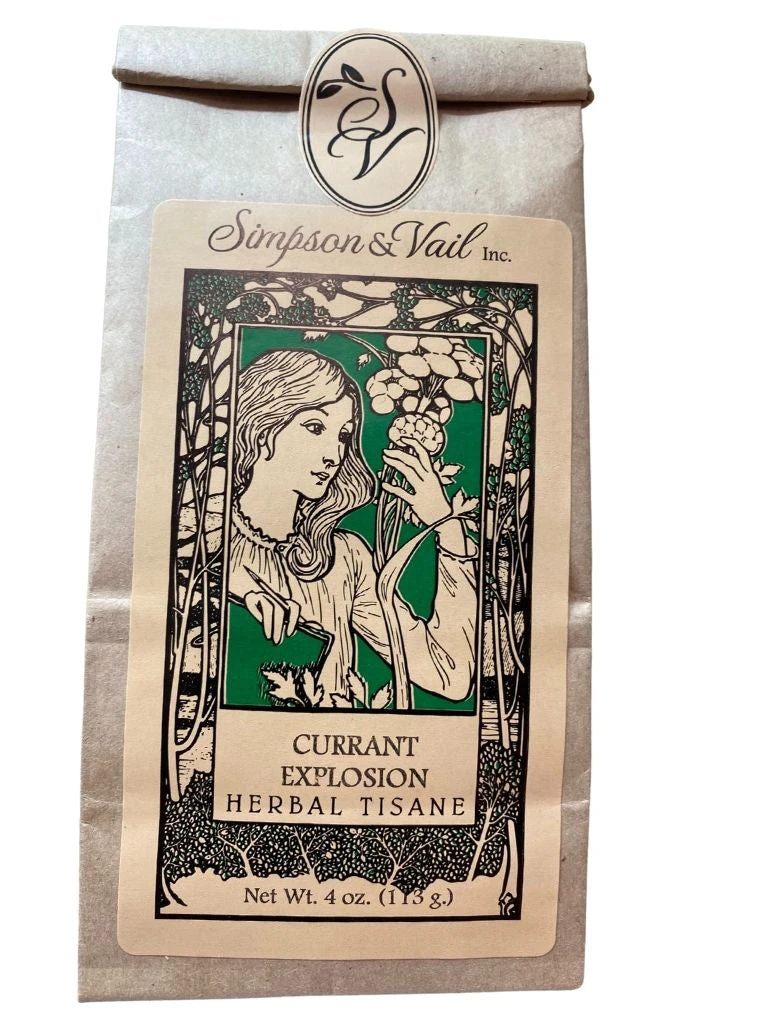 SV
Simpson & Vail Inc.
CURRANT
EXPLOSION
HERBAL TISANE
Net Wt. 4 oz. (113 g.)